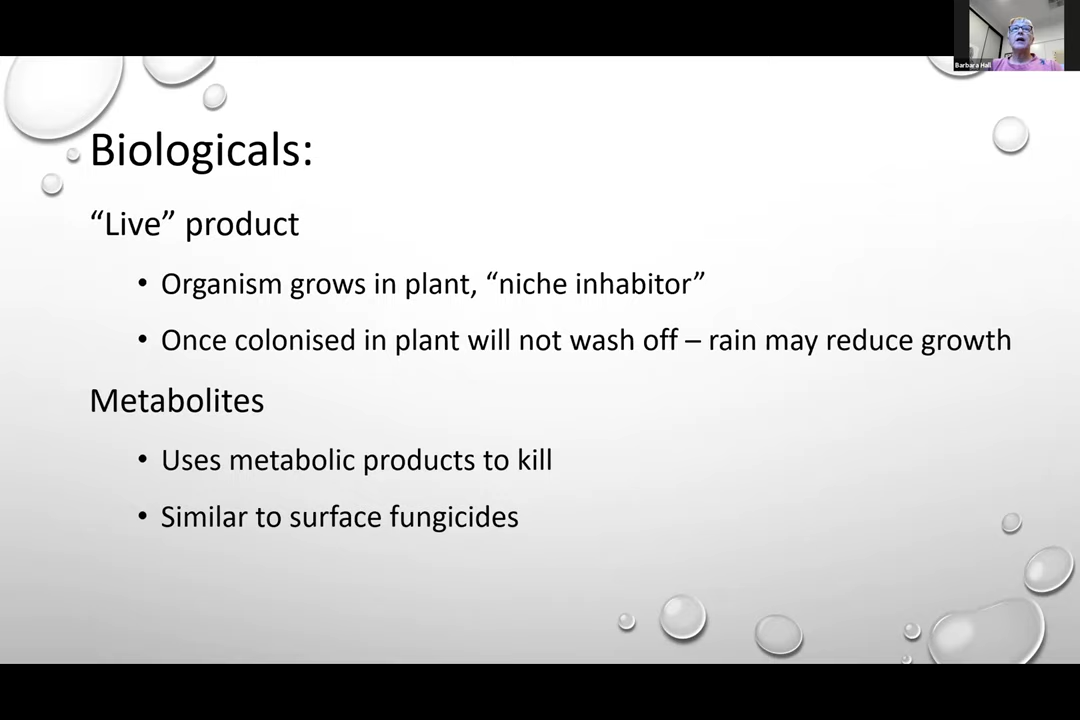 Barbara Hall
Biologicals:
“Live” product
• Organism grows in plant, “niche inhabitor”
• Once colonised in plant will not wash off – rain may reduce growth
Metabolites
• Uses metabolic products to kill
• Similar to surface fungicides